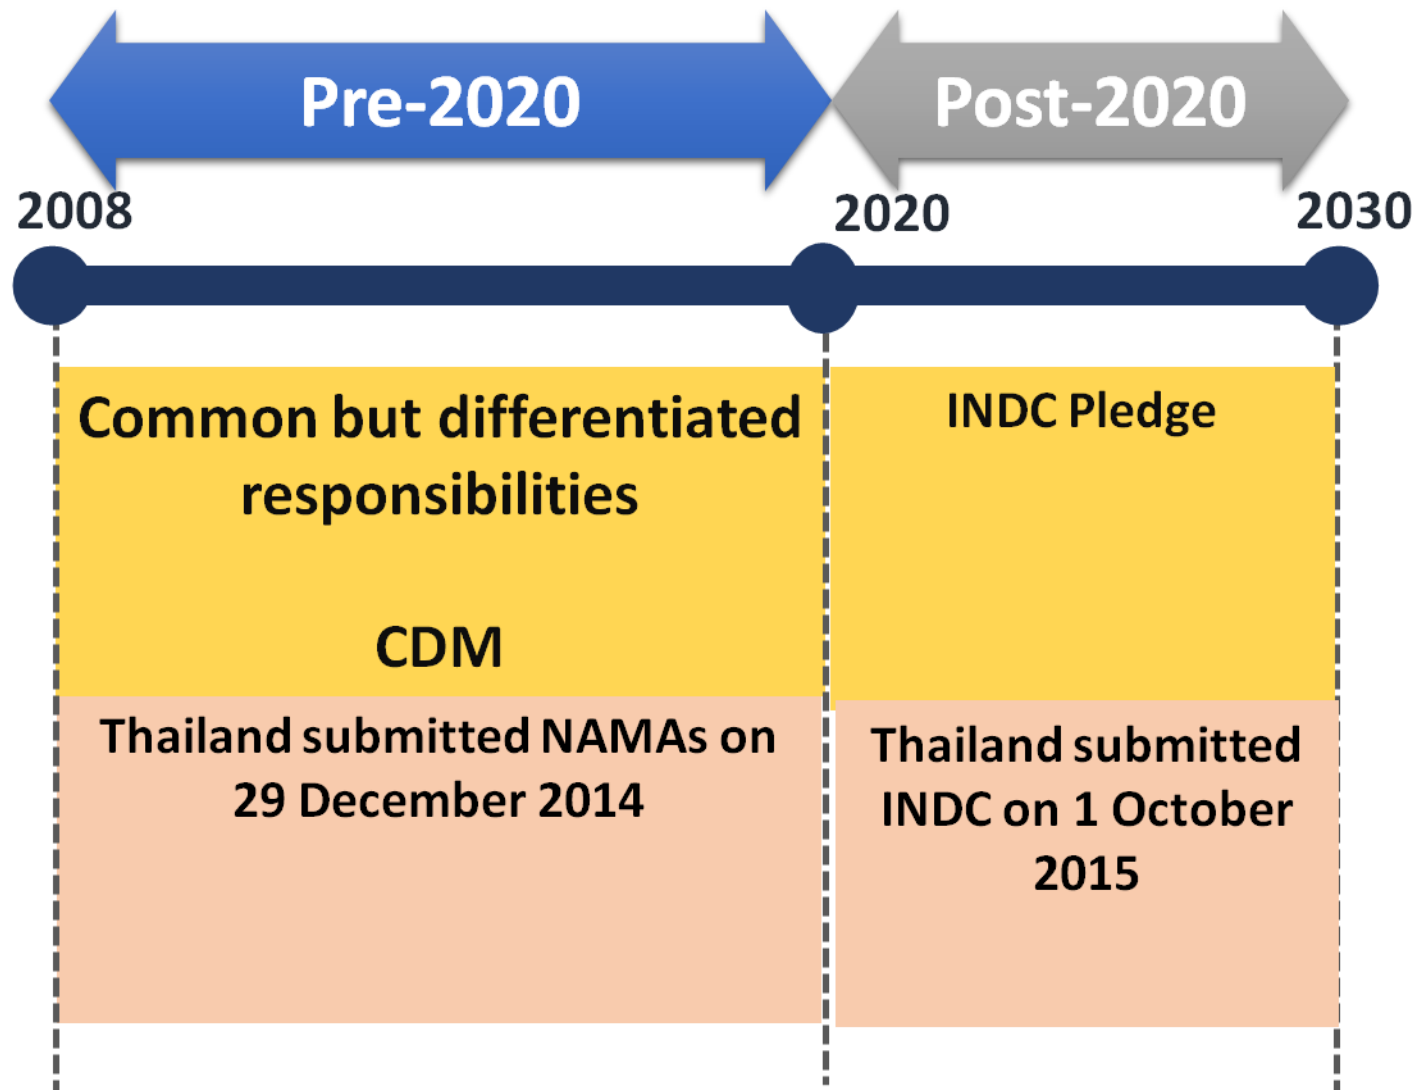 Pre-2020
Post-2020
2008
2020
2030
Common but differentiated
responsibilities
CDM
INDC Pledge
Thailand submitted NAMAs on
29 December 2014
Thailand submitted
INDC on 1 October
2015